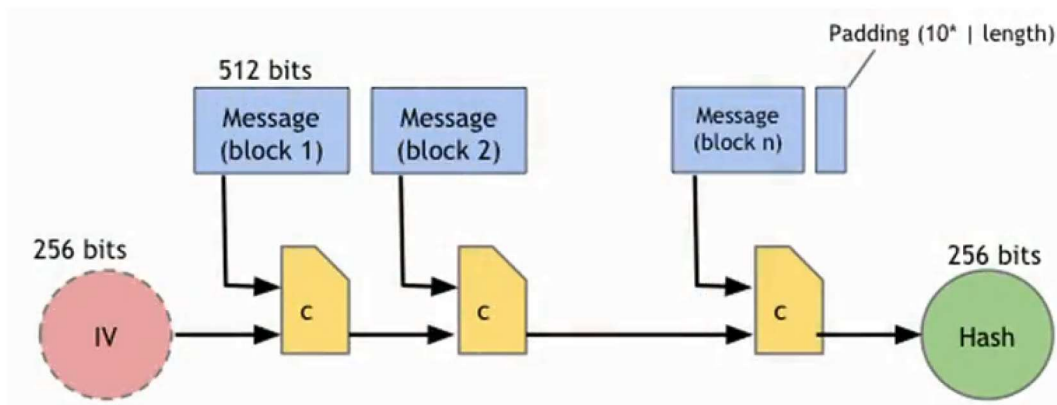 Padding (10* | length)
512 bits
Message
(block 1)
Message
(block 2)
Message
(block n)
256 bits
256 bits
IV
c
c
c
Hash